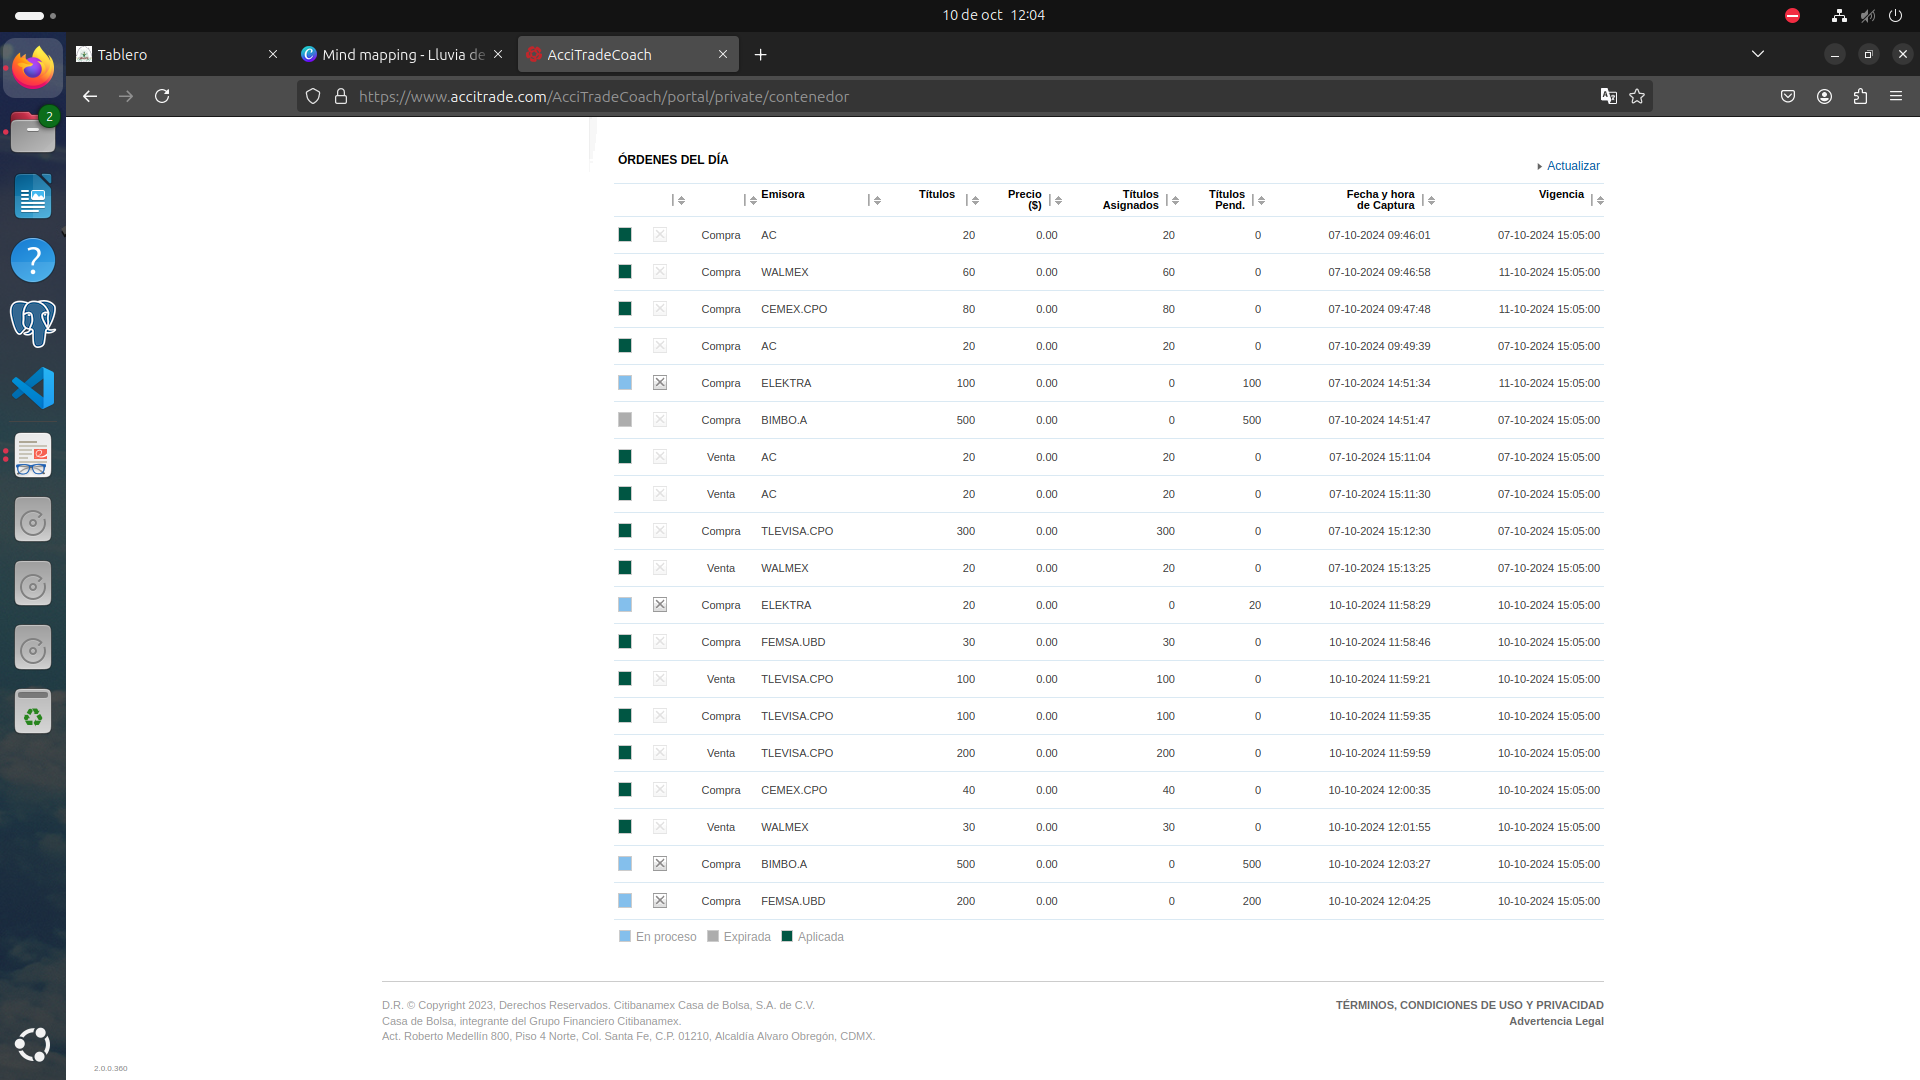 10 de oct 12:04
Tablero
Mind mapping - Lluvia de
AcciTradeCoach
https://www.accitrade.com/AcciTradeCoach/portal/private/contenedor
2
ÓRDENES DEL DÍA
Actualizar
Emisora Títulos Precio ($) Títulos Asignados Títulos Pend. Fecha y hora de Captura Vigencia
Compra AC 20 0.00 20 0 07-10-2024 09:46:01 07-10-2024 15:05:00
Compra WALMEX 60 0.00 60 0 07-10-2024 09:46:58 11-10-2024 15:05:00
Compra CEMEX.CPO 80 0.00 80 0 07-10-2024 09:47:48 11-10-2024 15:05:00
Compra AC 20 0.00 20 0 07-10-2024 09:49:39 07-10-2024 15:05:00
Compra ELEKTRA 100 0.00 0 100 07-10-2024 14:51:34 11-10-2024 15:05:00
Compra BIMBO.A 500 0.00 0 500 07-10-2024 14:51:47 07-10-2024 15:05:00
Venta AC 20 0.00 20 0 07-10-2024 15:11:04 07-10-2024 15:05:00
Venta AC 20 0.00 20 0 07-10-2024 15:11:30 07-10-2024 15:05:00
Compra TLEVISA.CPO 300 0.00 300 0 07-10-2024 15:12:30 07-10-2024 15:05:00
Venta WALMEX 20 0.00 20 0 07-10-2024 15:13:25 07-10-2024 15:05:00
Compra ELEKTRA 20 0.00 0 20 10-10-2024 11:58:29 10-10-2024 15:05:00
Compra FEMSA.UBD 30 0.00 30 0 10-10-2024 11:58:46 10-10-2024 15:05:00
Venta TLEVISA.CPO 100 0.00 100 0 10-10-2024 11:59:21 10-10-2024 15:05:00
Compra TLEVISA.CPO 100 0.00 100 0 10-10-2024 11:59:35 10-10-2024 15:05:00
Venta TLEVISA.CPO 200 0.00 200 0 10-10-2024 11:59:59 10-10-2024 15:05:00
Compra CEMEX.CPO 40 0.00 40 0 10-10-2024 12:00:35 10-10-2024 15:05:00
Venta WALMEX 30 0.00 30 0 10-10-2024 12:01:55 10-10-2024 15:05:00
Compra BIMBO.A 500 0.00 0 500 10-10-2024 12:03:27 10-10-2024 15:05:00
Compra FEMSA.UBD 200 0.00 0 200 10-10-2024 12:04:25 10-10-2024 15:05:00
En proceso Expirada Aplicada
D.R. © Copyright 2023, Derechos Reservados. Citibanamex Casa de Bolsa, S.A. de C.V.
Casa de Bolsa, integrante del Grupo Financiero Citibanamex.
Act. Roberto Medellín 800, Piso 4 Norte, Col. Santa Fe, C.P. 01210, Alcaldía Alvaro Obregón, CDMX.
TÉRMINOS, CONDICIONES DE USO Y PRIVACIDAD
Advertencia Legal
2.0.0.360